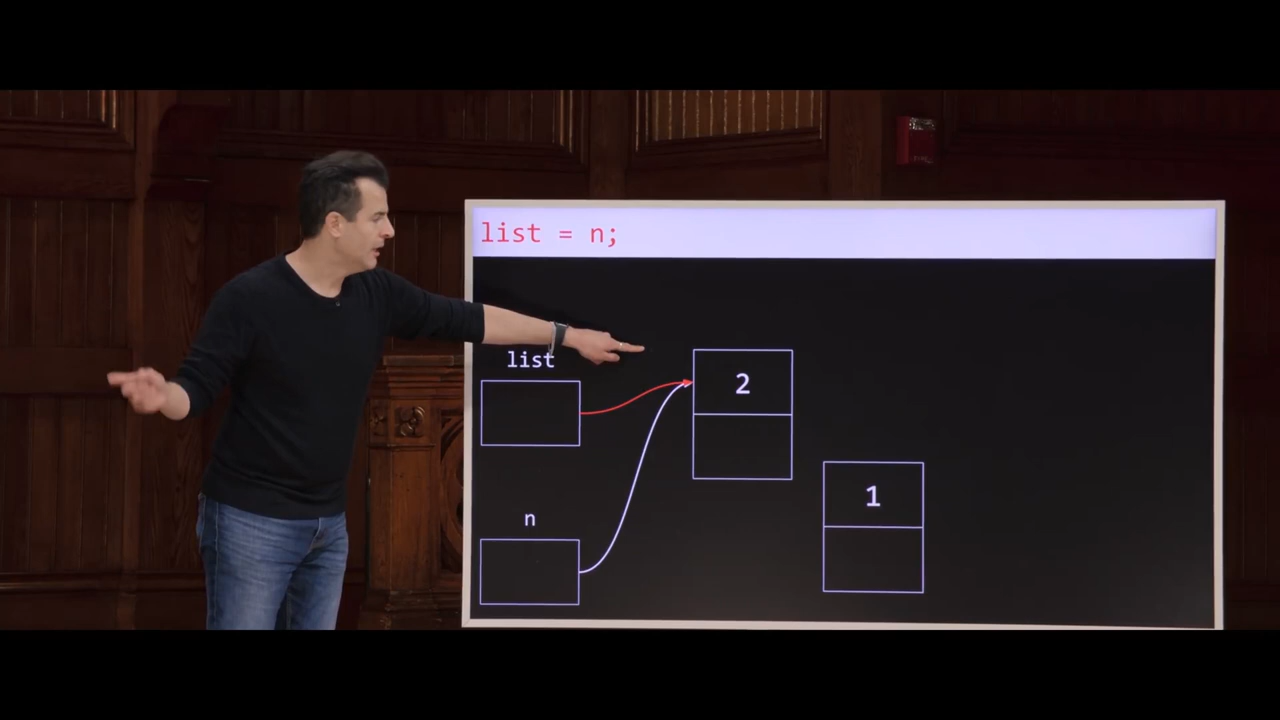 list = n;
list
2
1
n